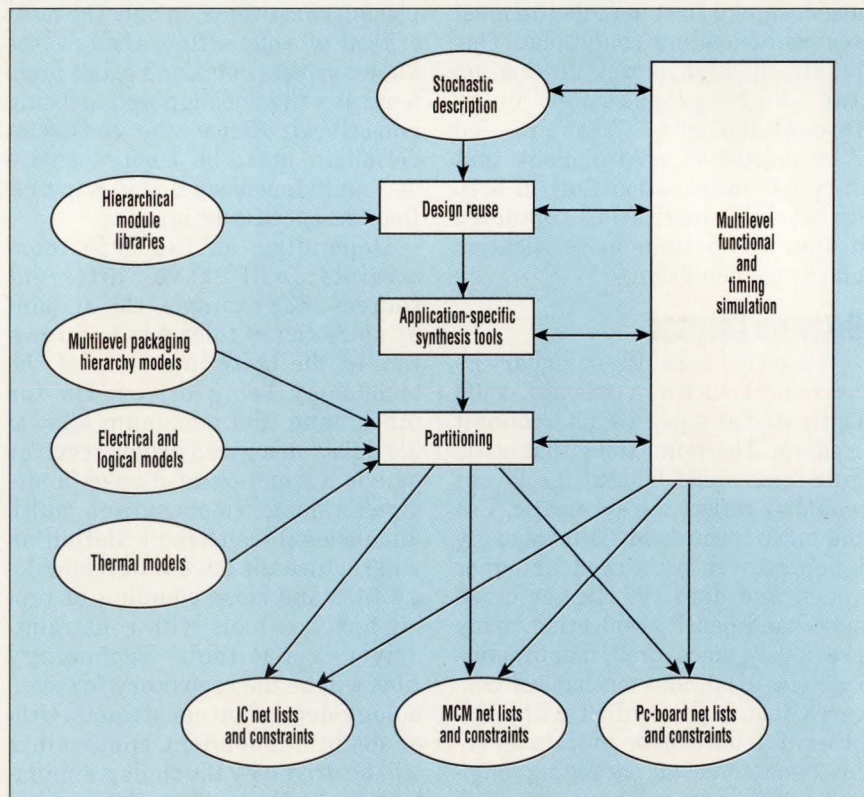 Stochastic
description
Hierarchical
module
libraries
Design reuse
Multilevel
functional
and
timing
simulation
Application-specific
synthesis tools
Multilevel packaging
hierarchy models
Partitioning
Electrical and
logical models
Thermal models
IC net lists
and constraints
MCM net lists
and constraints
Pc-board net lists
and constraints